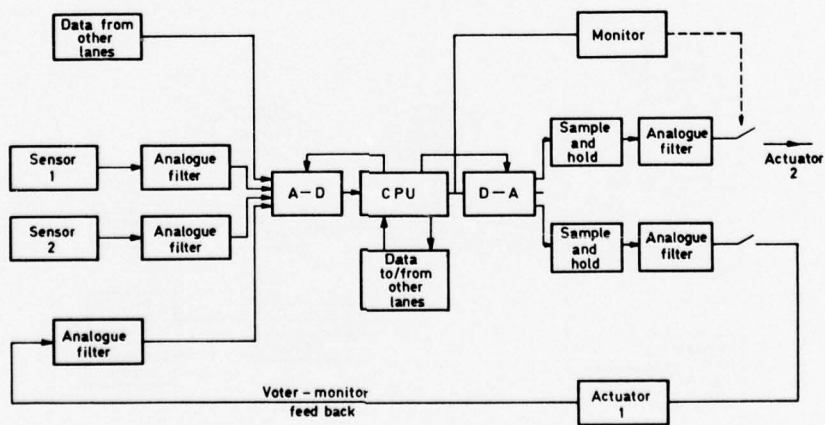 Data from
other
lanes
Monitor
Sensor
1
Analogue
filter
Sample
and
hold
Analogue
filter
Actuator
2
A–D
CPU
D–A
Sensor
2
Analogue
filter
Data
to/from
other
lanes
Sample
and
hold
Analogue
filter
Analogue
filter
Voter – monitor
feed back
Actuator
1